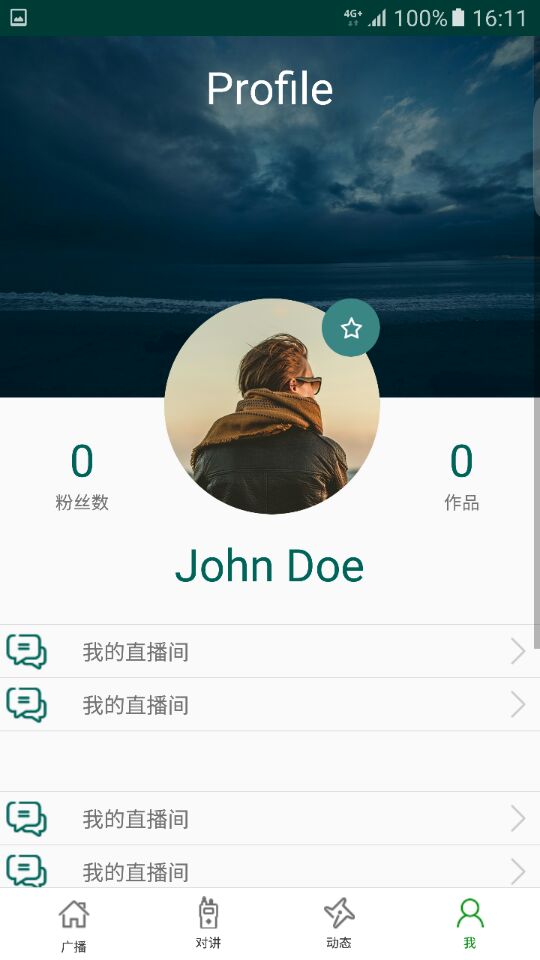 4G+ 100% 16:11
Profile
0 0
粉丝数 作品
John Doe
我的直播间
我的直播间
我的直播间
我的直播间
广播 对讲 动态 我